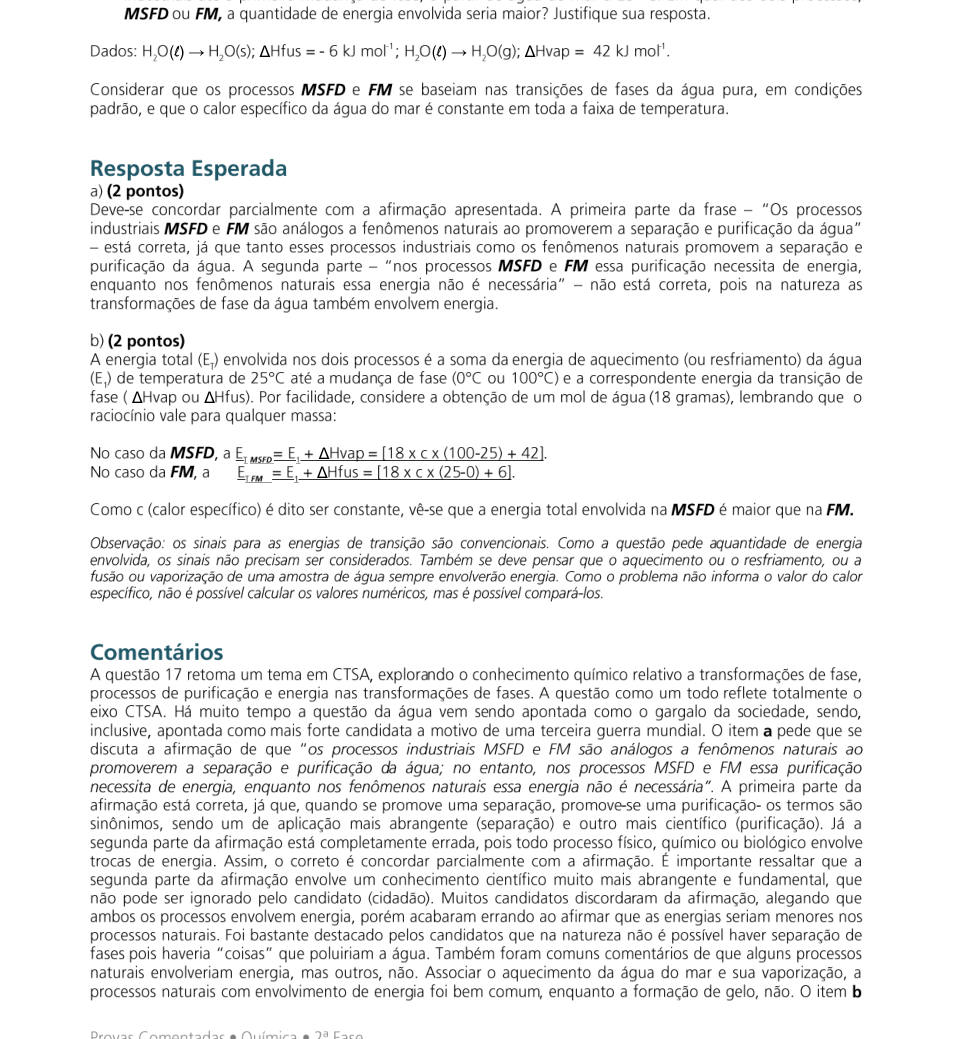 MSFD ou FM, a quantidade de energia envolvida seria maior? Justifique sua resposta.
Dados: H₂O(ℓ) → H₂O(s); ΔHfus = - 6 kJ mol⁻¹; H₂O(ℓ) → H₂O(g); ΔHvap = 42 kJ mol¹.
Considerar que os processos MSFD e FM se baseiam nas transições de fases da água pura, em condições
padrão, e que o calor específico da água do mar é constante em toda a faixa de temperatura.
Resposta Esperada
a) (2 pontos)
Deve-se concordar parcialmente com a afirmação apresentada. A primeira parte da frase – “Os processos
industriais MSFD e FM são análogos a fenômenos naturais ao promoverem a separação e purificação da água”
– está correta, já que tanto esses processos industriais como os fenômenos naturais promovem a separação e
purificação da água. A segunda parte – “nos processos MSFD e FM essa purificação necessita de energia,
enquanto nos fenômenos naturais essa energia não é necessária” – não está correta, pois na natureza as
transformações de fase da água também envolvem energia.
b) (2 pontos)
A energia total (E_T) envolvida nos dois processos é a soma da energia de aquecimento (ou resfriamento) da água
(E₁) de temperatura de 25°C até a mudança de fase (0°C ou 100°C) e a correspondente energia da transição de
fase ( ΔHvap ou ΔHfus). Por facilidade, considere a obtenção de um mol de água (18 gramas), lembrando que o
raciocínio vale para qualquer massa:
No caso da MSFD, a E_T MSFD = E₁ + ΔHvap = [18 x c x (100-25) + 42].
No caso da FM, a E_T FM = E₁ + ΔHfus = [18 x c x (25-0) + 6].
Como c (calor específico) é dito ser constante, vê-se que a energia total envolvida na MSFD é maior que na FM.
Observação: os sinais para as energias de transição são convencionais. Como a questão pede aquantidade de energia
envolvida, os sinais não precisam ser considerados. Também se deve pensar que o aquecimento ou o resfriamento, ou a
fusão ou vaporização de uma amostra de água sempre envolverão energia. Como o problema não informa o valor do calor
específico, não é possível calcular os valores numéricos, mas é possível compará-los.
Comentários
A questão 17 retoma um tema em CTSA, explorando o conhecimento químico relativo a transformações de fase,
processos de purificação e energia nas transformações de fases. A questão como um todo reflete totalmente o
eixo CTSA. Há muito tempo a questão da água vem sendo apontada como o gargalo da sociedade, sendo,
inclusive, apontada como mais forte candidata a motivo de uma terceira guerra mundial. O item a pede que se
discuta a afirmação de que “os processos industriais MSFD e FM são análogos a fenômenos naturais ao
promoverem a separação e purificação da água; no entanto, nos processos MSFD e FM essa purificação
necessita de energia, enquanto nos fenômenos naturais essa energia não é necessária”. A primeira parte da
afirmação está correta, já que, quando se promove uma separação, promove-se uma purificação- os termos são
sinônimos, sendo um de aplicação mais abrangente (separação) e outro mais científico (purificação). Já a
segunda parte da afirmação está completamente errada, pois todo processo físico, químico ou biológico envolve
trocas de energia. Assim, o correto é concordar parcialmente com a afirmação. É importante ressaltar que a
segunda parte da afirmação envolve um conhecimento científico muito mais abrangente e fundamental, que
não pode ser ignorado pelo candidato (cidadão). Muitos candidatos discordaram da afirmação, alegando que
ambos os processos envolvem energia, porém acabaram errando ao afirmar que as energias seriam menores nos
processos naturais. Foi bastante destacado pelos candidatos que na natureza não é possível haver separação de
fases pois haveria “coisas” que poluiriam a água. Também foram comuns comentários de que alguns processos
naturais envolveriam energia, mas outros, não. Associar o aquecimento da água do mar e sua vaporização, a
processos naturais com envolvimento de energia foi bem comum, enquanto a formação de gelo, não. O item b
Provas Comentadas • Química • 2ª Fase